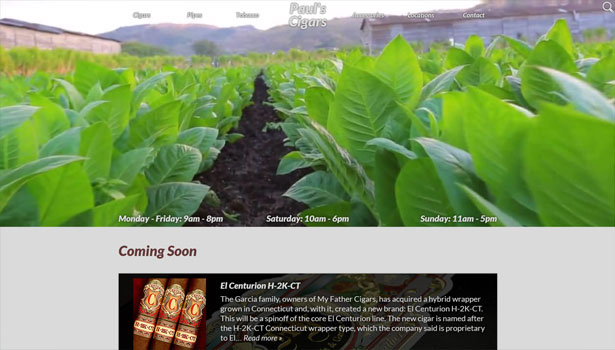 Cigars Pipes Tobacco Paul's Cigars Accessories Locations Contact
Monday - Friday: 9am - 8pm Saturday: 10am - 6pm Sunday: 11am - 5pm
Coming Soon
El Centurion H-2K-CT
The Garcia family, owners of My Father Cigars, has acquired a hybrid wrapper
grown in Connecticut and, with it, created a new brand: El Centurion H-2K-CT.
This will be a spinoff of the core El Centurion line. The new cigar is named after
the H-2K-CT Connecticut wrapper type, which the company said is proprietary
to El... Read more »
H-2K-CT
H-2K-CT